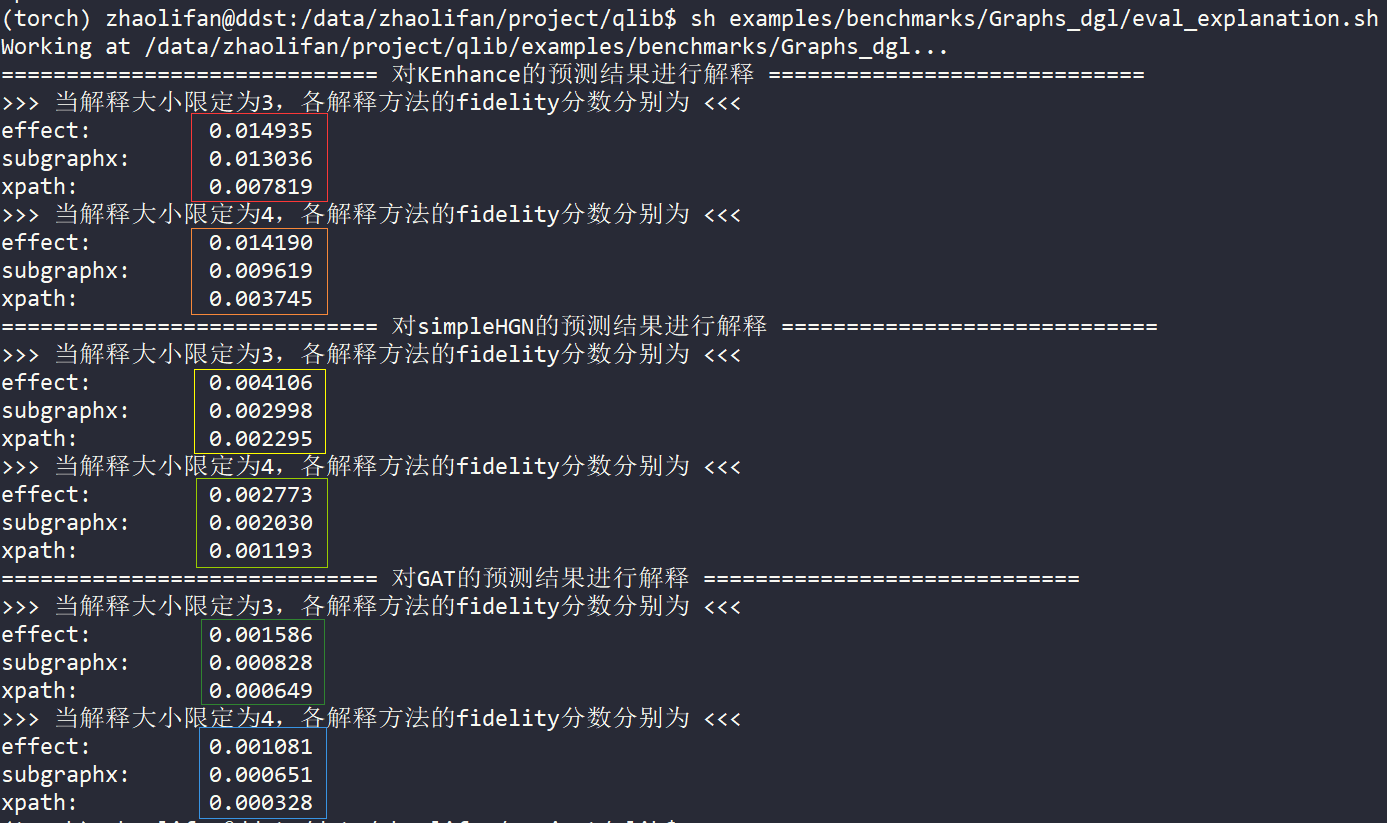 (torch) zhaolifan@ddst:/data/zhaolifan/project/qlib$ sh examples/benchmarks/Graphs_dgl/eval_explanation.sh
Working at /data/zhaolifan/project/qlib/examples/benchmarks/Graphs_dgl...
============================= 对KEnhance的预测结果进行解释 =============================
>>> 当解释大小限定为3，各解释方法的fidelity分数分别为 <<<
effect: 0.014935
subgraphx: 0.013036
xpath: 0.007819
>>> 当解释大小限定为4，各解释方法的fidelity分数分别为 <<<
effect: 0.014190
subgraphx: 0.009619
xpath: 0.003745
============================= 对simpleHGN的预测结果进行解释 =============================
>>> 当解释大小限定为3，各解释方法的fidelity分数分别为 <<<
effect: 0.004106
subgraphx: 0.002998
xpath: 0.002295
>>> 当解释大小限定为4，各解释方法的fidelity分数分别为 <<<
effect: 0.002773
subgraphx: 0.002030
xpath: 0.001193
============================= 对GAT的预测结果进行解释 =============================
>>> 当解释大小限定为3，各解释方法的fidelity分数分别为 <<<
effect: 0.001586
subgraphx: 0.000828
xpath: 0.000649
>>> 当解释大小限定为4，各解释方法的fidelity分数分别为 <<<
effect: 0.001081
subgraphx: 0.000651
xpath: 0.000328